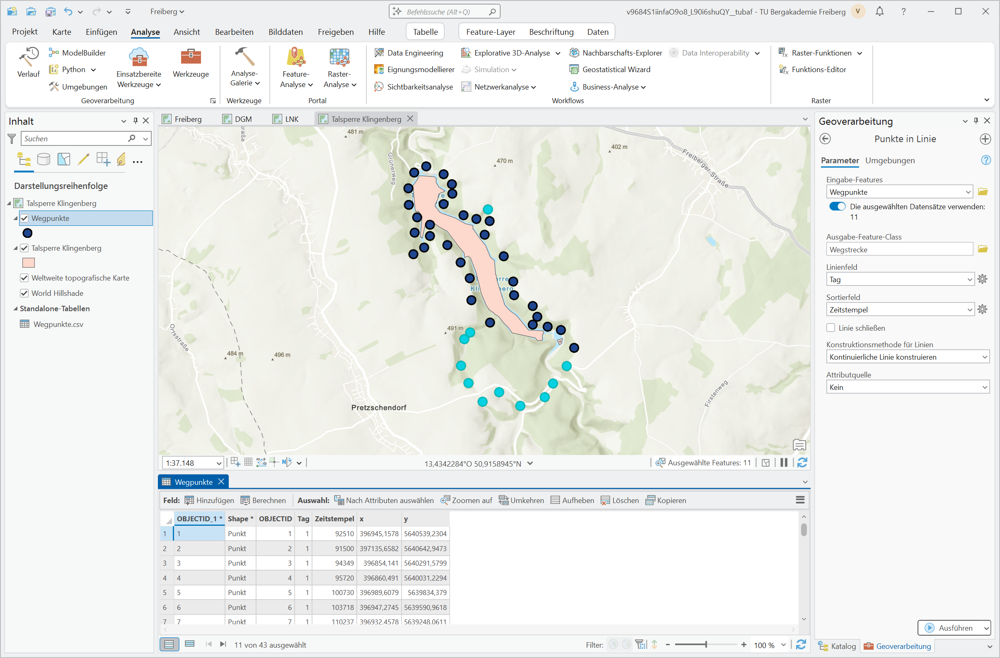 Freiberg
Befehlssuche (Alt+Q)
v9684S1iinfaO9o8_L90i6shuQY__tubaf - TU Bergakademie Freiberg
V
?
Projekt Karte Einfügen Analyse Ansicht Bearbeiten Bilddaten Freigeben Hilfe Tabelle Feature-Layer Beschriftung Daten
Verlauf
ModelBuilder
Python
Umgebungen
Einsatzbereite
Werkzeuge
Werkzeuge
Geoverarbeitung
Analyse-
Galerie
Werkzeuge
Feature-
Analyse
Raster-
Analyse
Portal
Data Engineering
Eignungsmodellierer
Sichtbarkeitsanalyse
Explorative 3D-Analyse
Simulation
Netzwerkanalyse
Nachbarschafts-Explorer
Geostatistical Wizard
Business-Analyse
Data Interoperability
Workflows
Raster-Funktionen
Funktions-Editor
Raster
Inhalt
Suchen
Darstellungsreihenfolge
Talsperre Klingenberg
Wegpunkte
Talsperre Klingenberg
Weltweite topografische Karte
World Hillshade
Standalone-Tabellen
Wegpunkte.csv
Freiberg DGM LNK Talsperre Klingenberg
straße
481 m
402 m
470 m
Grünerweg
Freiberger Straße
491 m
484 m
496 m
Ortsstraße
Pretzschendorf
Firstenweg
1:37.148
13,4342284°O 50,9158945°N
Ausgewählte Features: 11
Wegpunkte
Feld: Hinzufügen Berechnen Auswahl: Nach Attributen auswählen Zoomen auf Umkehren Aufheben Löschen Kopieren
OBJECTID_1 * Shape * OBJECTID Tag Zeitstempel x y
1 1 Punkt 1 1 92510 396945,1578 5640539,2304
2 2 Punkt 2 1 91500 397135,6582 5640642,9473
3 3 Punkt 3 1 94349 396854,141 5640291,5799
4 4 Punkt 4 1 95720 396860,491 5640031,2294
5 5 Punkt 5 1 100730 396989,6079 5639834,379
6 6 Punkt 6 1 103718 396947,2745 5639590,9618
7 7 Punkt 7 1 110237 396932,4578 5639248,0611
11 von 43 ausgewählt
Filter:
100 %
Geoverarbeitung
Punkte in Linie
Parameter Umgebungen
?
Eingabe-Features
Wegpunkte
Die ausgewählten Datensätze verwenden:
11
Ausgabe-Feature-Class
Wegstrecke
Linienfeld
Tag
Sortierfeld
Zeitstempel
Linie schließen
Konstruktionsmethode für Linien
Kontinuierliche Linie konstruieren
Attributquelle
Kein
Ausführen
Katalog Geoverarbeitung